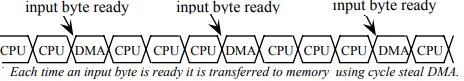 input byte ready input byte ready input byte ready
CPU CPU DMA CPU CPU CPU DMA CPU CPU CPU DMA CPU
Each time an input byte is ready it is transferred to memory using cycle steal DMA.